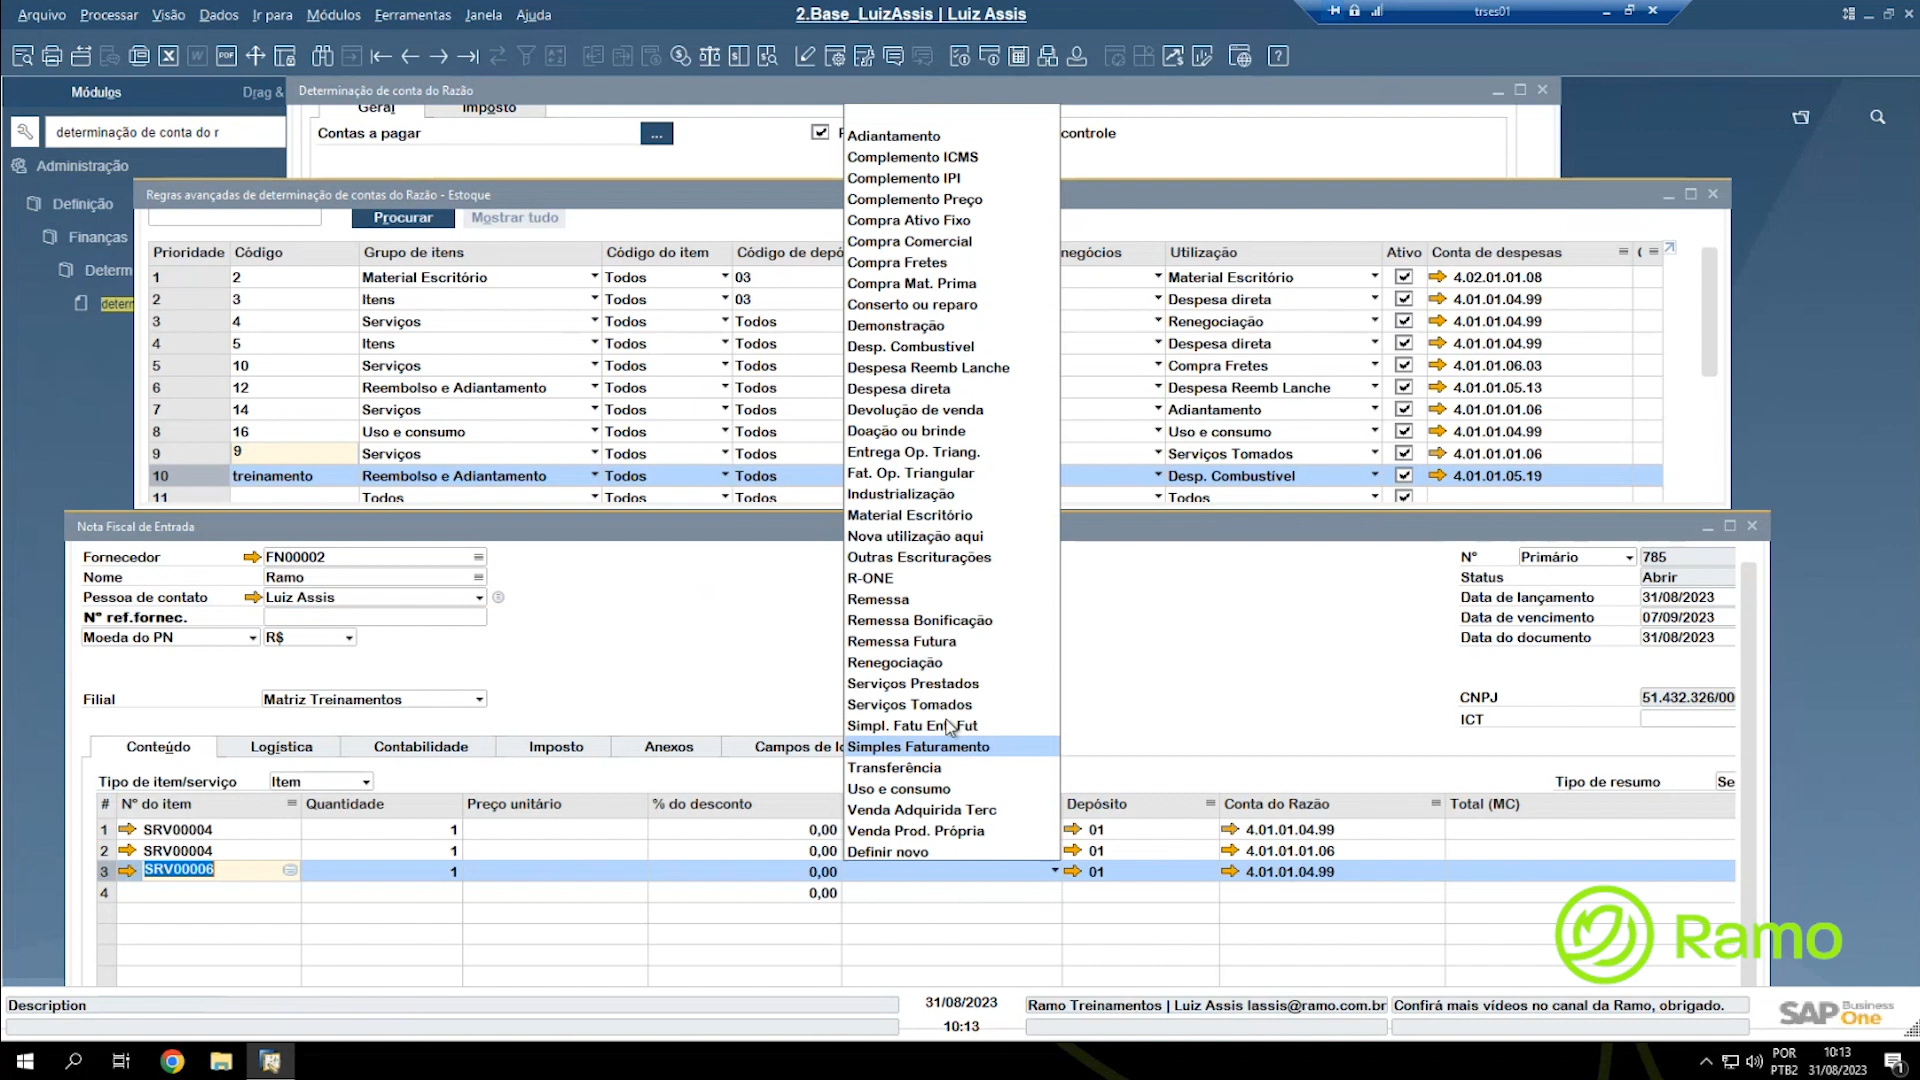 Arquivo Processar Visão Dados Ir para Módulos Ferramentas Janela Ajuda
2.Base_LuizAssis | Luiz Assis
trses01
Módulos Drag &
determinação de conta do r
Administração
Definição
Finanças
Determ
determ
Determinação de conta do Razão
Geral Imposto
Contas a pagar
...
controle
Regras avançadas de determinação de contas do Razão - Estoque
Procurar Mostrar tudo
Prioridade Código Grupo de itens Código do item Código de depó negócios Utilização Ativo Conta de despesas
1 2 Material Escritório Todos 03 Material Escritório 4.02.01.01.08
2 3 Itens Todos 03 Despesa direta 4.01.01.04.99
3 4 Serviços Todos Todos Renegociação 4.01.01.04.99
4 5 Itens Todos Todos Despesa direta 4.01.01.04.99
5 10 Serviços Todos Todos Compra Fretes 4.01.01.06.03
6 12 Reembolso e Adiantamento Todos Todos Despesa Reemb Lanche 4.01.01.05.13
7 14 Serviços Todos Todos Adiantamento 4.01.01.01.06
8 16 Uso e consumo Todos Todos Uso e consumo 4.01.01.04.99
9 9 Serviços Todos Todos Serviços Tomados 4.01.01.01.06
10 treinamento Reembolso e Adiantamento Todos Todos Desp. Combustível 4.01.01.05.19
11 Todos Todos Todos Todos
Adiantamento
Complemento ICMS
Complemento IPI
Complemento Preço
Compra Ativo Fixo
Compra Comercial
Compra Fretes
Compra Mat. Prima
Conserto ou reparo
Demonstração
Desp. Combustível
Despesa Reemb Lanche
Despesa direta
Devolução de venda
Doação ou brinde
Entrega Op. Triang.
Fat. Op. Triangular
Industrialização
Material Escritório
Nova utilização aqui
Outras Escriturações
R-ONE
Remessa
Remessa Bonificação
Remessa Futura
Renegociação
Serviços Prestados
Serviços Tomados
Simpl. Fatu Fut
Simples Faturamento
Transferência
Uso e consumo
Venda Adquirida Terc
Venda Prod. Própria
Definir novo
Nota Fiscal de Entrada
Fornecedor FN00002
Nome Ramo
Pessoa de contato Luiz Assis
N° ref.fornec.
Moeda do PN R$
Filial Matriz Treinamentos
N° Primário 785
Status Abrir
Data de lançamento 31/08/2023
Data de vencimento 07/09/2023
Data do documento 31/08/2023
CNPJ 51.432.326/00
ICT
Conteúdo Logística Contabilidade Imposto Anexos Campos de lo
Tipo de item/serviço Item Tipo de resumo Se
# N° do item Quantidade Preço unitário % do desconto Depósito Conta do Razão Total (MC)
1 SRV00004 1 0,00 01 4.01.01.04.99
2 SRV00004 1 0,00 01 4.01.01.01.06
3 SRV00006 1 0,00 01 4.01.01.04.99
4 0,00
Ramo
Description 31/08/2023 Ramo Treinamentos | Luiz Assis lassis@ramo.com.br Confirá mais vídeos no canal da Ramo, obrigado.
10:13
SAP Business One
POR 10:13
PTB2 31/08/2023
1